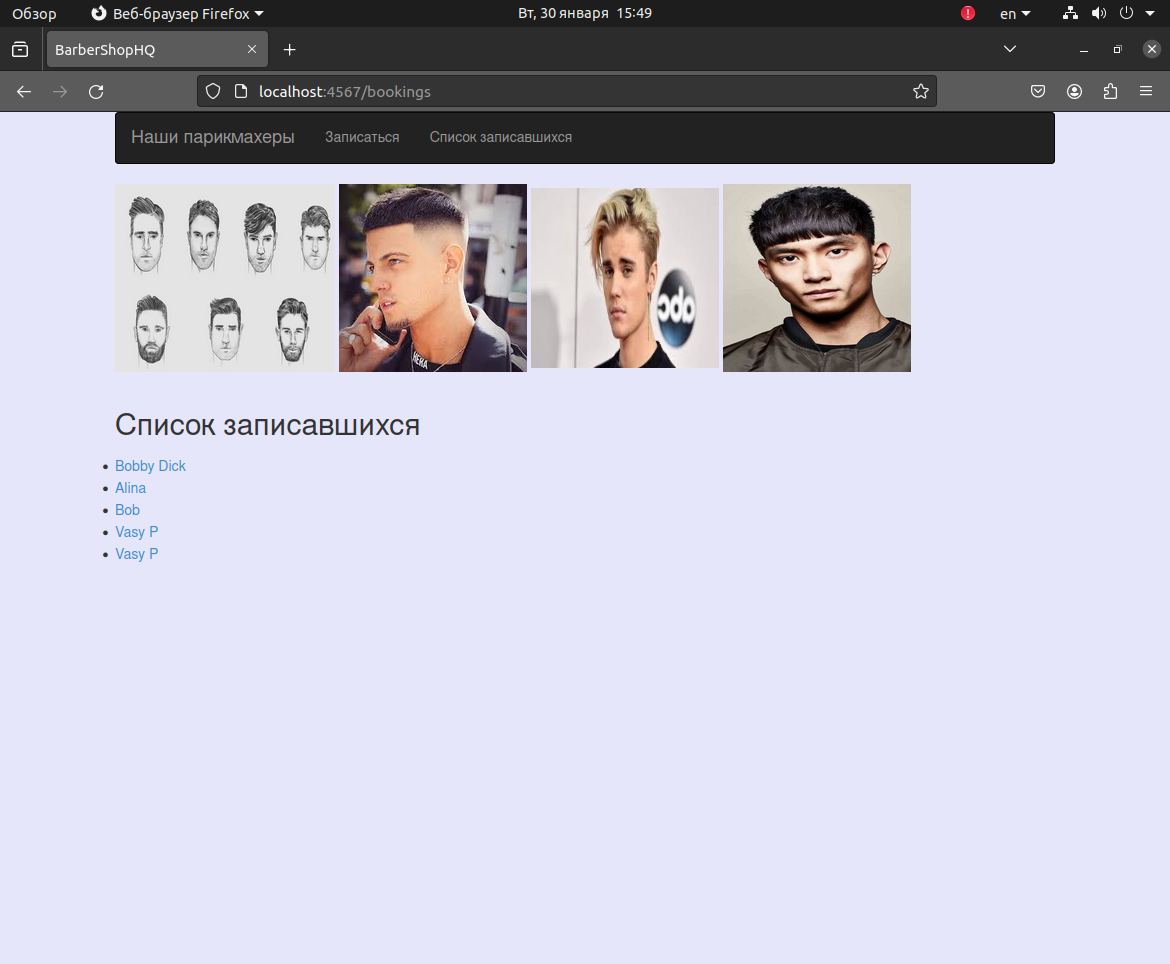 Обзор Веб-браузер Firefox Вт, 30 января 15:49 en
BarberShopHQ
localhost:4567/bookings
Наши парикмахеры Записаться Список записавшихся
abc
Список записавшихся
Bobby Dick
Alina
Bob
Vasy P
Vasy P